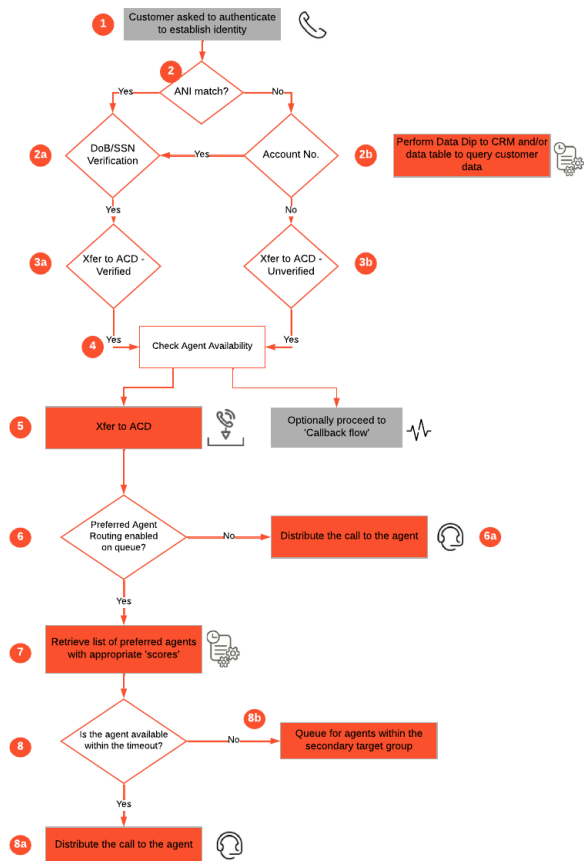 1
Customer asked to authenticate
to establish identity
2
ANI match?
Yes
No
2a
DoB/SSN
Verification
Yes
Account No.
2b
Perform Data Dip to CRM and/or
data table to query customer
data
Yes
No
3a
Xfer to ACD -
Verified
Xfer to ACD -
Unverified
3b
Yes
Yes
4
Check Agent Availability
5
Xfer to ACD
Optionally proceed to
'Callback flow'
6
Preferred Agent
Routing enabled
on queue?
No
Distribute the call to the agent
6a
Yes
7
Retrieve list of preferred agents
with appropriate 'scores'
8
Is the agent available
within the timeout?
No
8b
Queue for agents within the
secondary target group
Yes
8a
Distribute the call to the agent